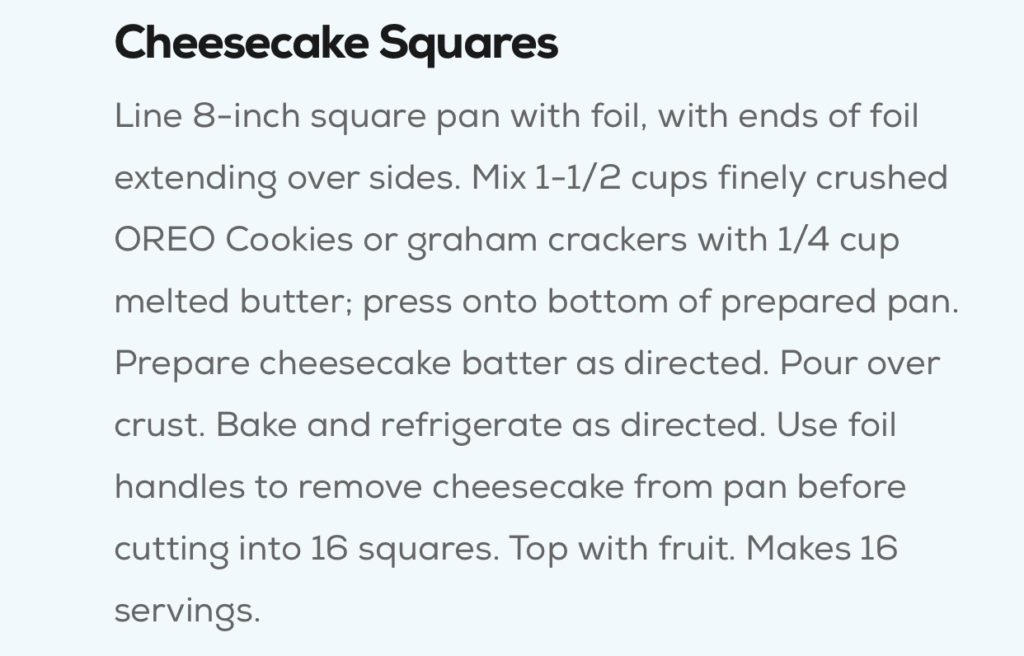 Cheesecake Squares
Line 8-inch square pan with foil, with ends of foil
extending over sides. Mix 1-1/2 cups finely crushed
OREO Cookies or graham crackers with 1/4 cup
melted butter; press onto bottom of prepared pan.
Prepare cheesecake batter as directed. Pour over
crust. Bake and refrigerate as directed. Use foil
handles to remove cheesecake from pan before
cutting into 16 squares. Top with fruit. Makes 16
servings.